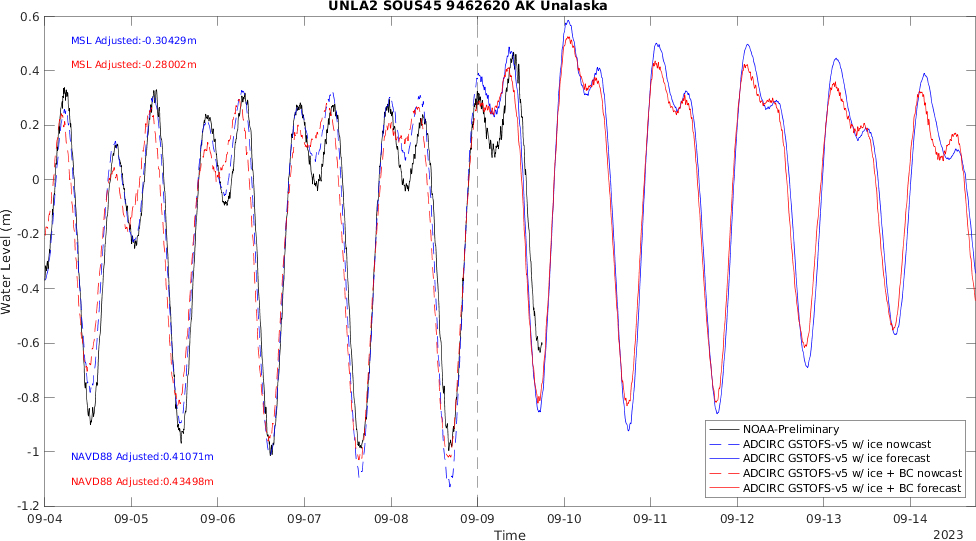 UNLA2 SOUS45 9462620 AK Unalaska
MSL Adjusted:-0.30429m
MSL Adjusted:-0.28002m
NAVD88 Adjusted:0.41071m
NAVD88 Adjusted:0.43498m
Water Level (m)
0.6
0.4
0.2
0
-0.2
-0.4
-0.6
-0.8
-1
-1.2
NOAA-Preliminary
ADCIRC GSTOFS-v5 w/ ice nowcast
ADCIRC GSTOFS-v5 w/ ice forecast
ADCIRC GSTOFS-v5 w/ ice + BC nowcast
ADCIRC GSTOFS-v5 w/ ice + BC forecast
09-04 09-05 09-06 09-07 09-08 09-09 09-10 09-11 09-12 09-13 09-14
Time
2023